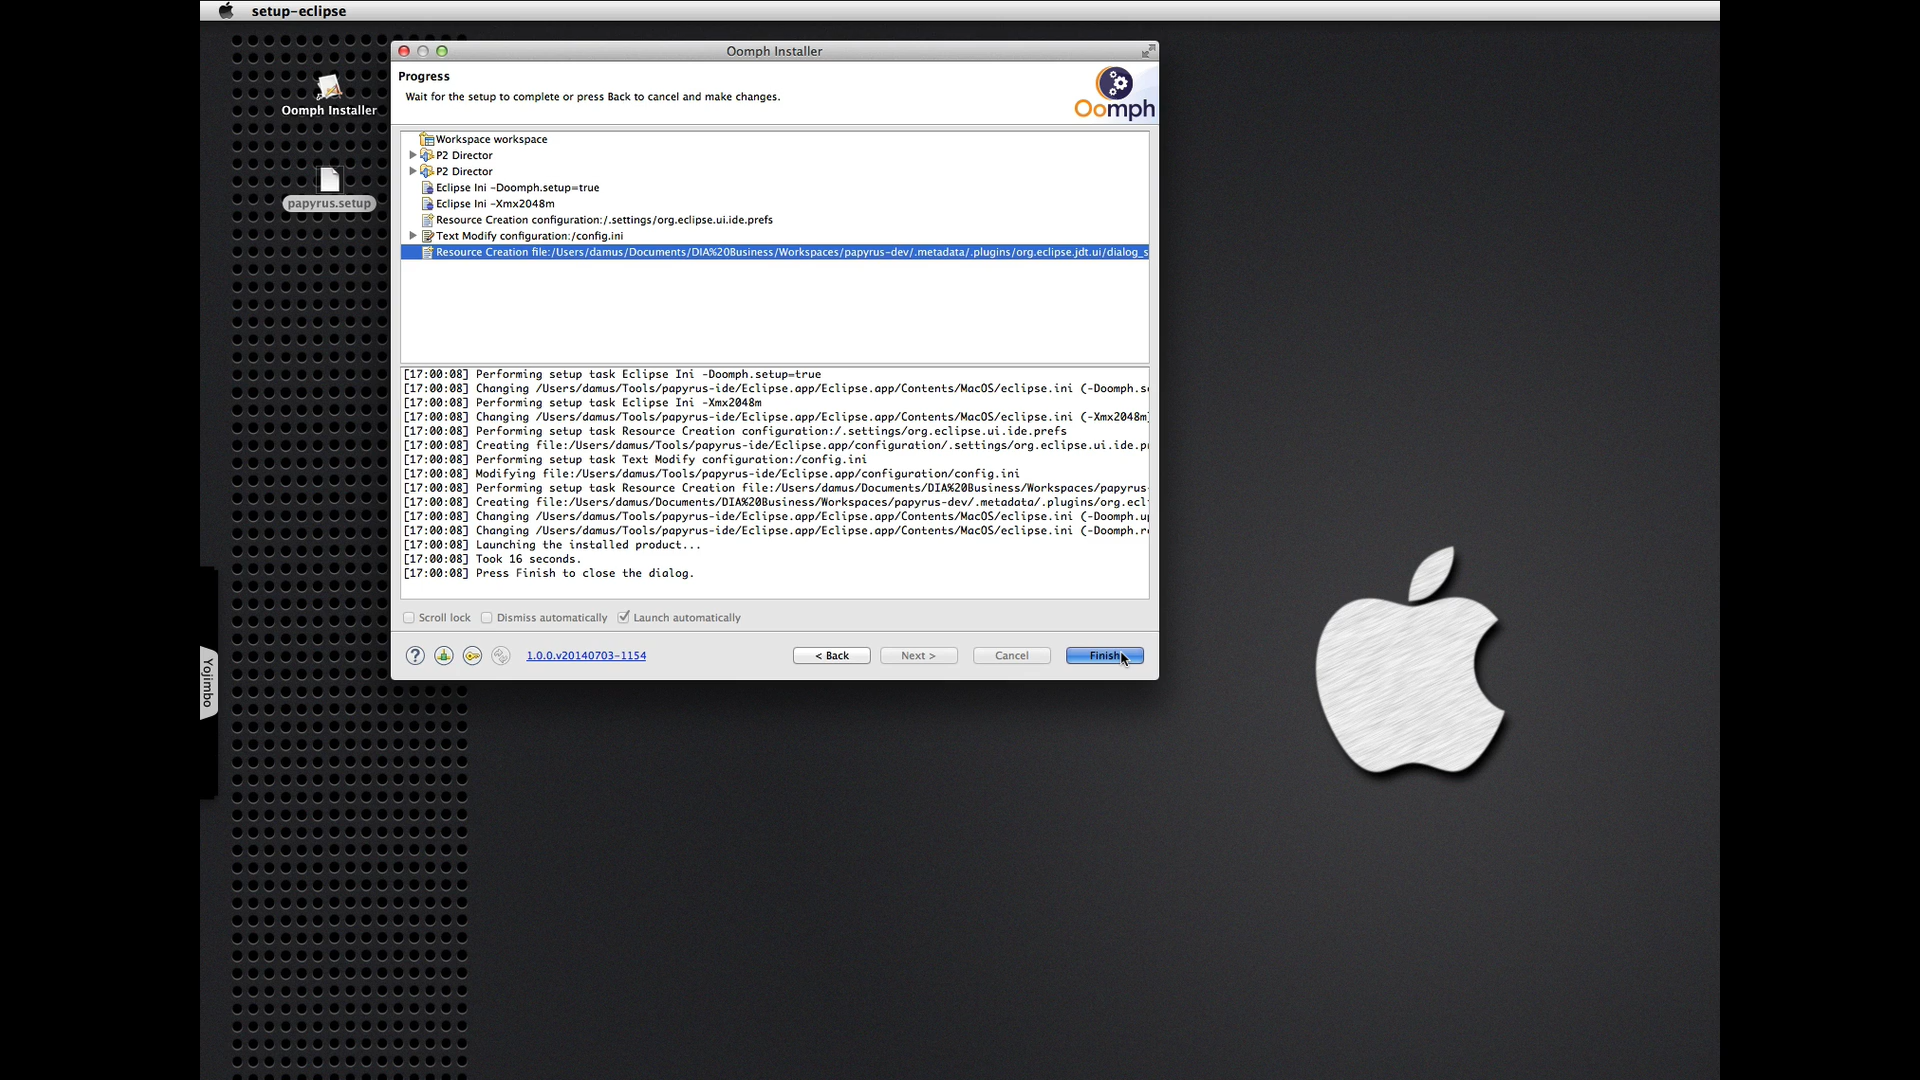 setup-eclipse
Oomph Installer
papyrus.setup
Yojimbo
Oomph Installer
Progress
Wait for the setup to complete or press Back to cancel and make changes.
Oomph
Workspace workspace
P2 Director
P2 Director
Eclipse Ini -Doomph.setup=true
Eclipse Ini -Xmx2048m
Resource Creation configuration:/.settings/org.eclipse.ui.ide.prefs
Text Modify configuration:/config.ini
Resource Creation file:/Users/damus/Documents/DIA%20Business/Workspaces/papyrus-dev/.metadata/.plugins/org.eclipse.jdt.ui/dialog_s
[17:00:08] Performing setup task Eclipse Ini -Doomph.setup=true
[17:00:08] Changing /Users/damus/Tools/papyrus-ide/Eclipse.app/Eclipse.app/Contents/MacOS/eclipse.ini (-Doomph.se
[17:00:08] Performing setup task Eclipse Ini -Xmx2048m
[17:00:08] Changing /Users/damus/Tools/papyrus-ide/Eclipse.app/Eclipse.app/Contents/MacOS/eclipse.ini (-Xmx2048m)
[17:00:08] Performing setup task Resource Creation configuration:/.settings/org.eclipse.ui.ide.prefs
[17:00:08] Creating file:/Users/damus/Tools/papyrus-ide/Eclipse.app/configuration/.settings/org.eclipse.ui.ide.pr
[17:00:08] Performing setup task Text Modify configuration:/config.ini
[17:00:08] Modifying file:/Users/damus/Tools/papyrus-ide/Eclipse.app/configuration/config.ini
[17:00:08] Performing setup task Resource Creation file:/Users/damus/Documents/DIA%20Business/Workspaces/papyrus-
[17:00:08] Creating file:/Users/damus/Documents/DIA%20Business/Workspaces/papyrus-dev/.metadata/.plugins/org.ecl
[17:00:08] Changing /Users/damus/Tools/papyrus-ide/Eclipse.app/Eclipse.app/Contents/MacOS/eclipse.ini (-Doomph.up
[17:00:08] Changing /Users/damus/Tools/papyrus-ide/Eclipse.app/Eclipse.app/Contents/MacOS/eclipse.ini (-Doomph.re
[17:00:08] Launching the installed product...
[17:00:08] Took 16 seconds.
[17:00:08] Press Finish to close the dialog.
Scroll lock Dismiss automatically Launch automatically
? 1.0.0.v20140703-1154 < Back Next > Cancel Finish